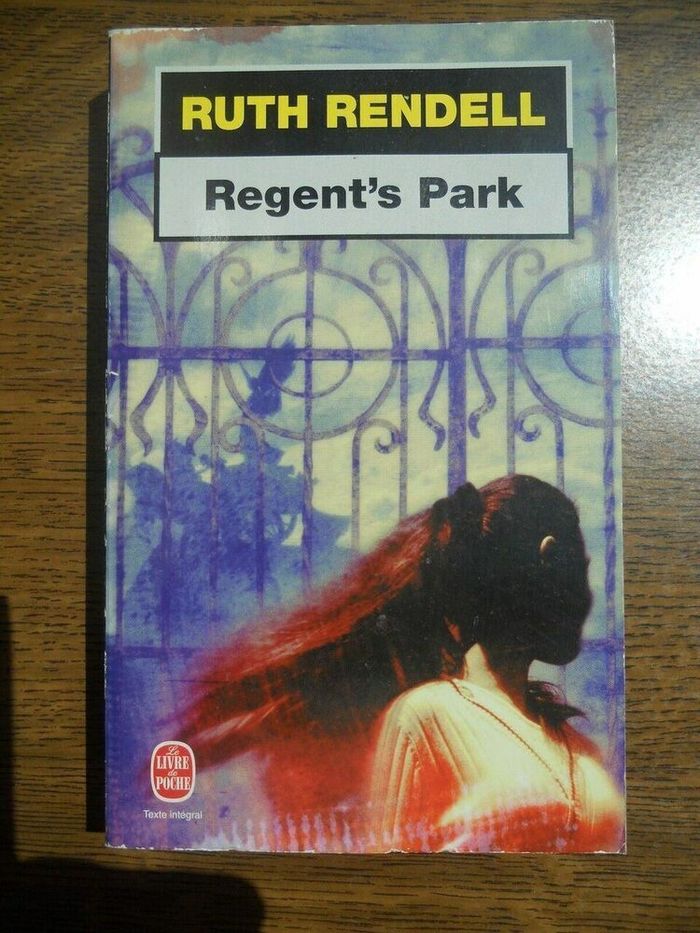 RUTH RENDELL
Regent's Park
Le
LIVRE
de
POCHE
Texte intégral